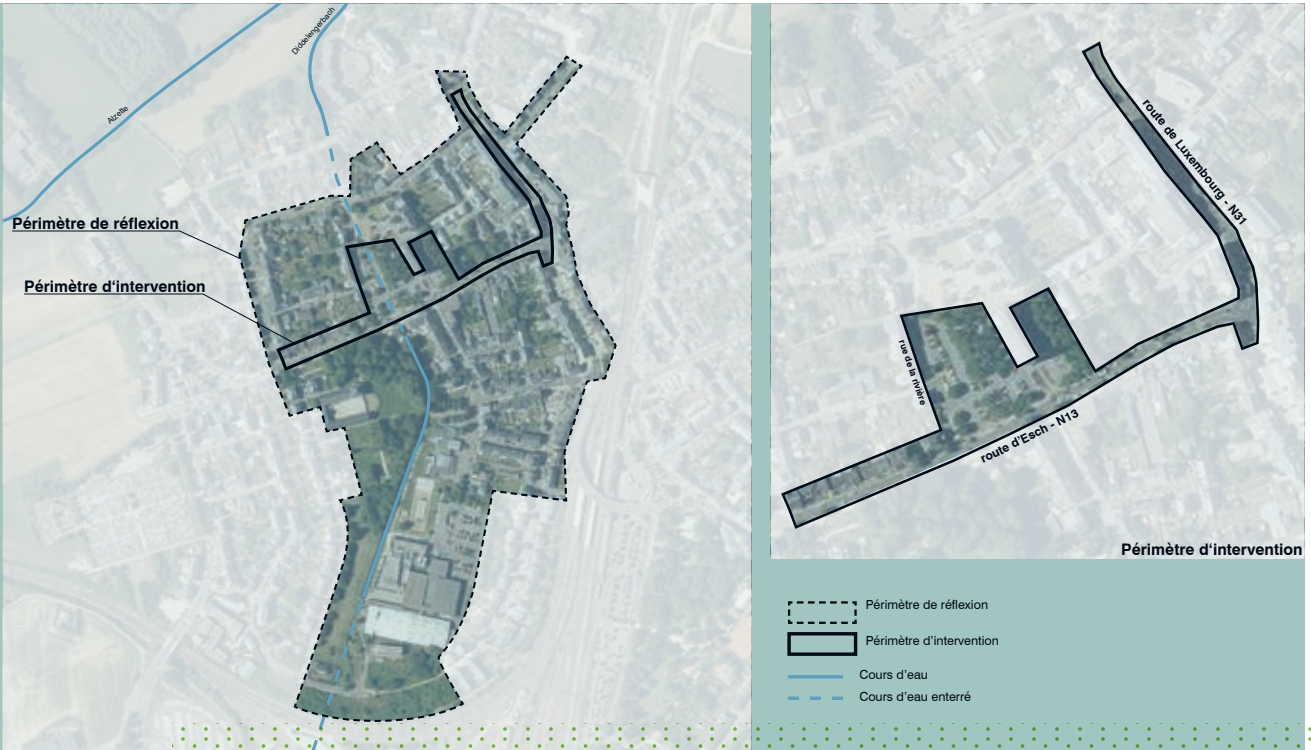 Diddelengerbach
Alzette
Périmètre de réflexion
Périmètre d‘intervention
route de Luxembourg - N31
rue de la rivière
route d’Esch - N13
Périmètre d‘intervention
Périmètre de réflexion
Périmètre d’intervention
Cours d’eau
Cours d’eau enterré